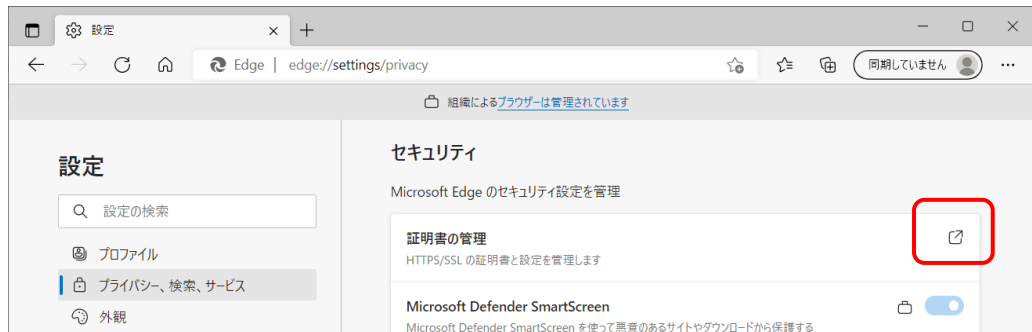 設定
Edge | edge://settings/privacy
同期していません
組織によるブラウザーは管理されています
設定
設定の検索
プロファイル
プライバシー、検索、サービス
外観
セキュリティ
Microsoft Edge のセキュリティ設定を管理
証明書の管理
HTTPS/SSL の証明書と設定を管理します
Microsoft Defender SmartScreen
Microsoft Defender SmartScreen を使って悪意のあるサイトやダウンロードから保護する